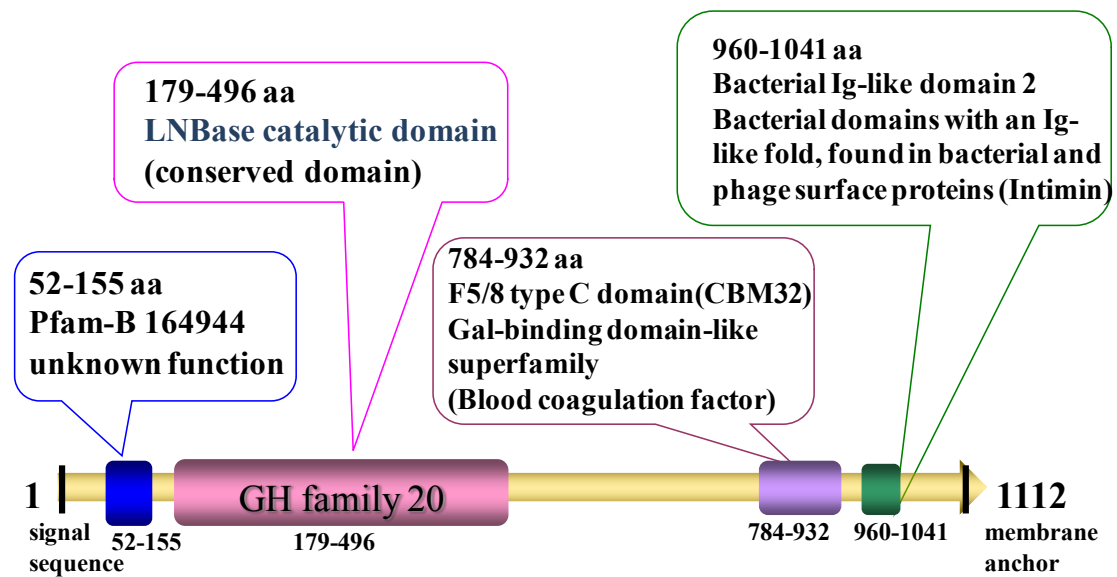 179-496 aa
LNBase catalytic domain
(conserved domain)
960-1041 aa
Bacterial Ig-like domain 2
Bacterial domains with an Ig-
like fold, found in bacterial and
phage surface proteins (Intimin)
52-155 aa
Pfam-B 164944
unknown function
784-932 aa
F5/8 type C domain(CBM32)
Gal-binding domain-like
superfamily
(Blood coagulation factor)
1
GH family 20
1112
signal
sequence
52-155
179-496
784-932
960-1041
membrane
anchor